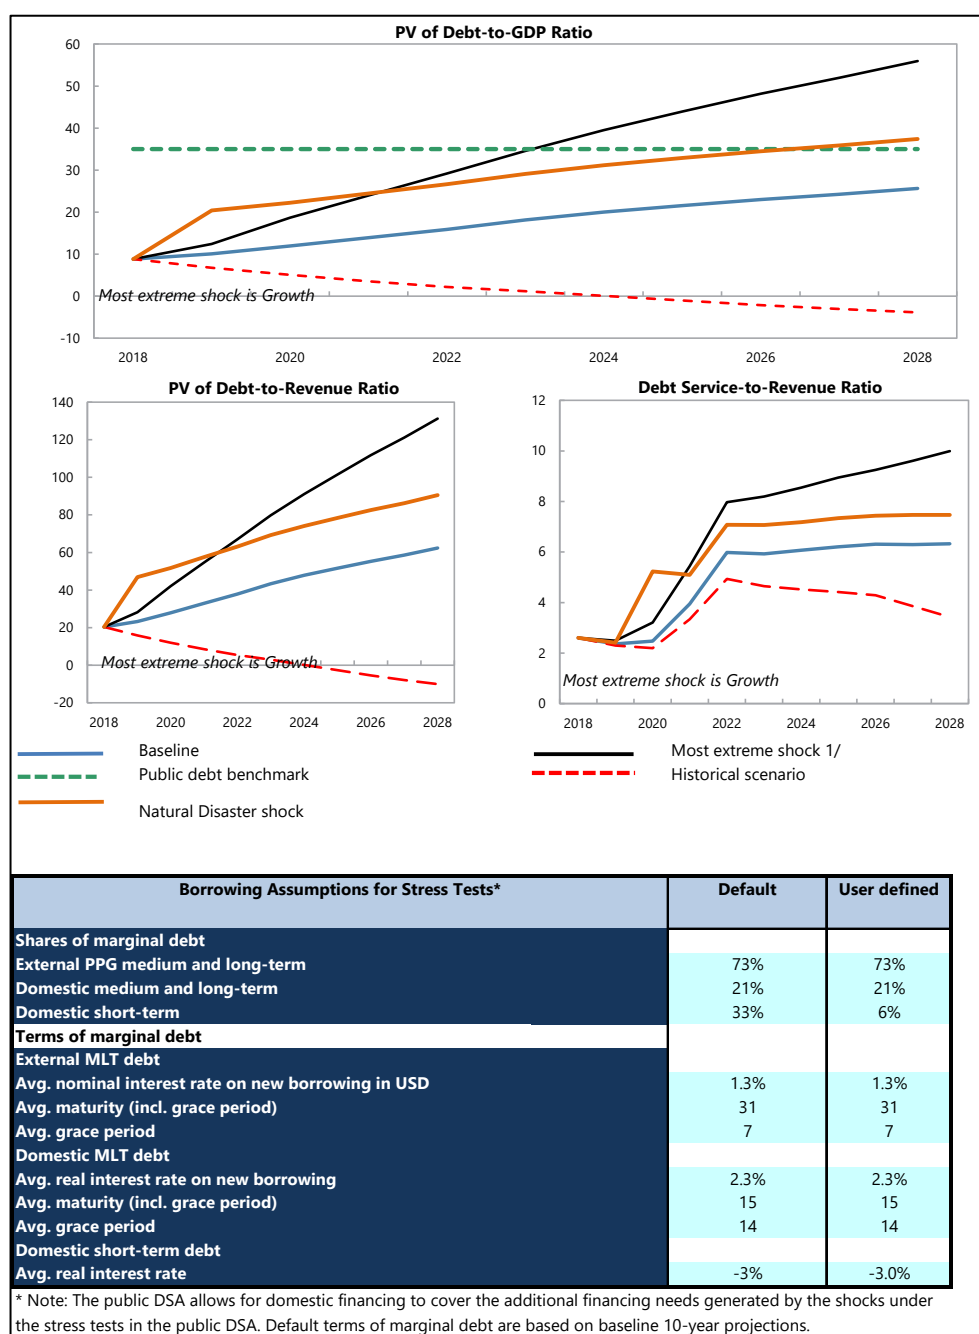 PV of Debt-to-GDP Ratio
60
50
40
30
20
10
0
-10
Most extreme shock is Growth
2018 2020 2022 2024 2026 2028
PV of Debt-to-Revenue Ratio
140
120
100
80
60
40
20
0
-20
Most extreme shock is Growth
2018 2020 2022 2024 2026 2028
Debt Service-to-Revenue Ratio
12
10
8
6
4
2
0
Most extreme shock is Growth
2018 2020 2022 2024 2026 2028
Baseline
Public debt benchmark
Natural Disaster shock
Most extreme shock 1/
Historical scenario
Borrowing Assumptions for Stress Tests* Default User defined
Shares of marginal debt
External PPG medium and long-term 73% 73%
Domestic medium and long-term 21% 21%
Domestic short-term 33% 6%
Terms of marginal debt
External MLT debt
Avg. nominal interest rate on new borrowing in USD 1.3% 1.3%
Avg. maturity (incl. grace period) 31 31
Avg. grace period 7 7
Domestic MLT debt
Avg. real interest rate on new borrowing 2.3% 2.3%
Avg. maturity (incl. grace period) 15 15
Avg. grace period 14 14
Domestic short-term debt
Avg. real interest rate -3% -3.0%
* Note: The public DSA allows for domestic financing to cover the additional financing needs generated by the shocks under
the stress tests in the public DSA. Default terms of marginal debt are based on baseline 10-year projections.